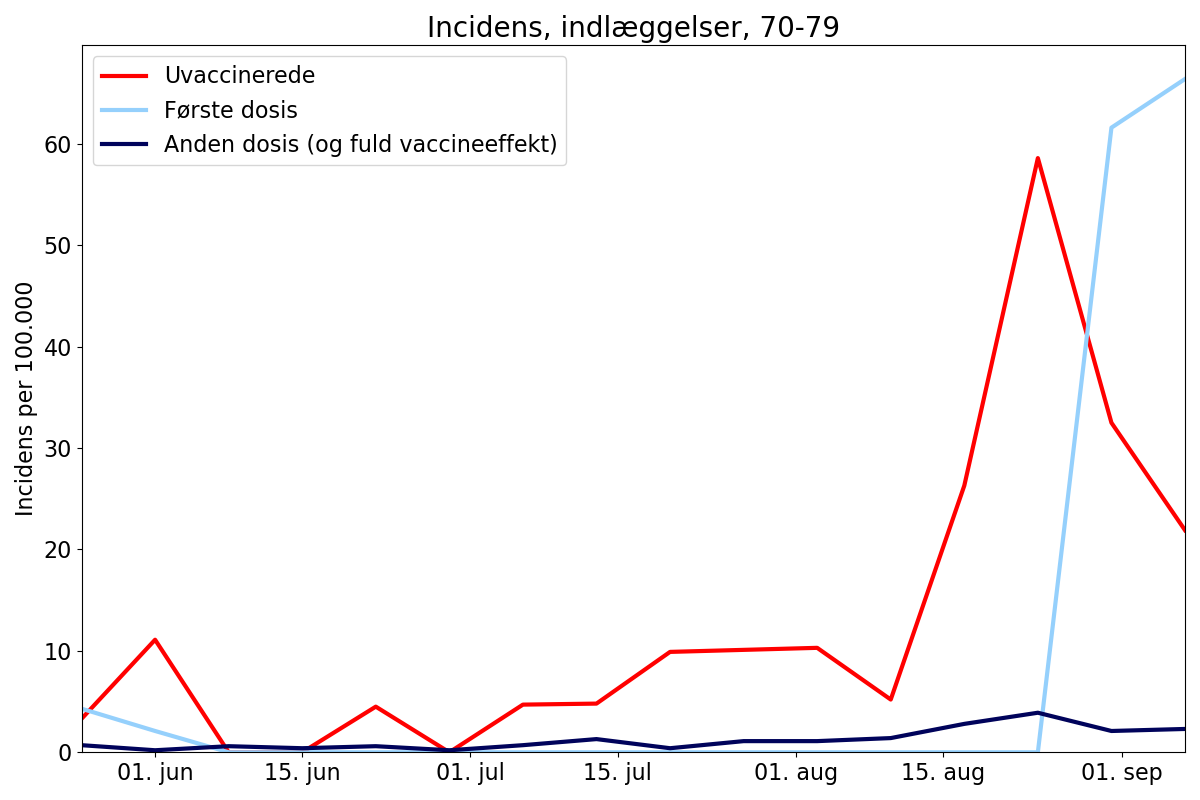 Incidens, indlæggelser, 70-79
Uvaccinerede
Første dosis
Anden dosis (og fuld vaccineeffekt)
Incidens per 100.000
60
50
40
30
20
10
0
01. jun 15. jun 01. jul 15. jul 01. aug 15. aug 01. sep